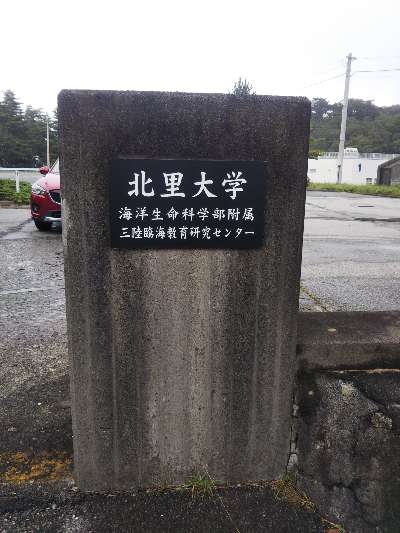 北里大学
海洋生命科学部附属
三陸臨海教育研究センター